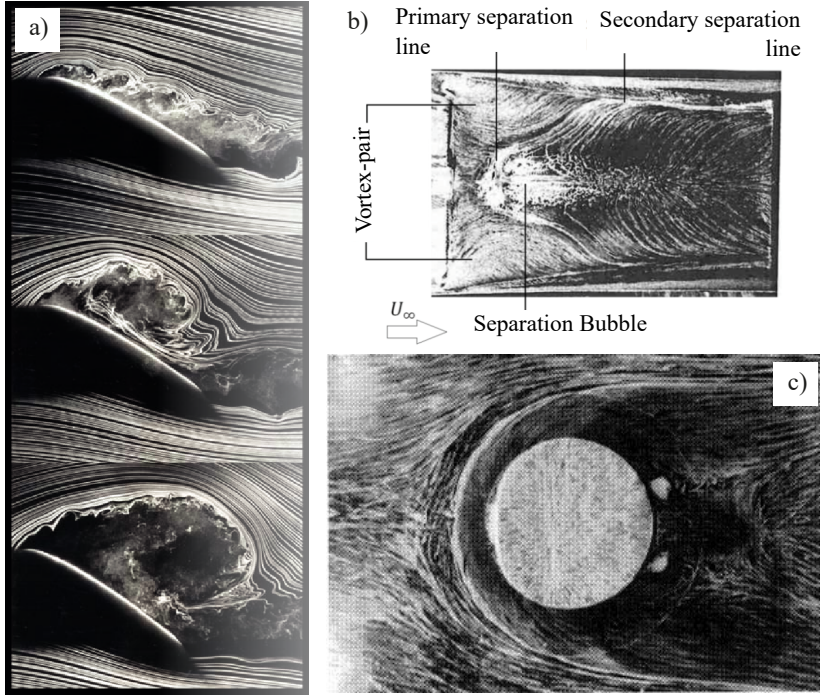 a)
b)
Primary separation
line
Secondary separation
line
Vortex-pair
U∞
Separation Bubble
c)